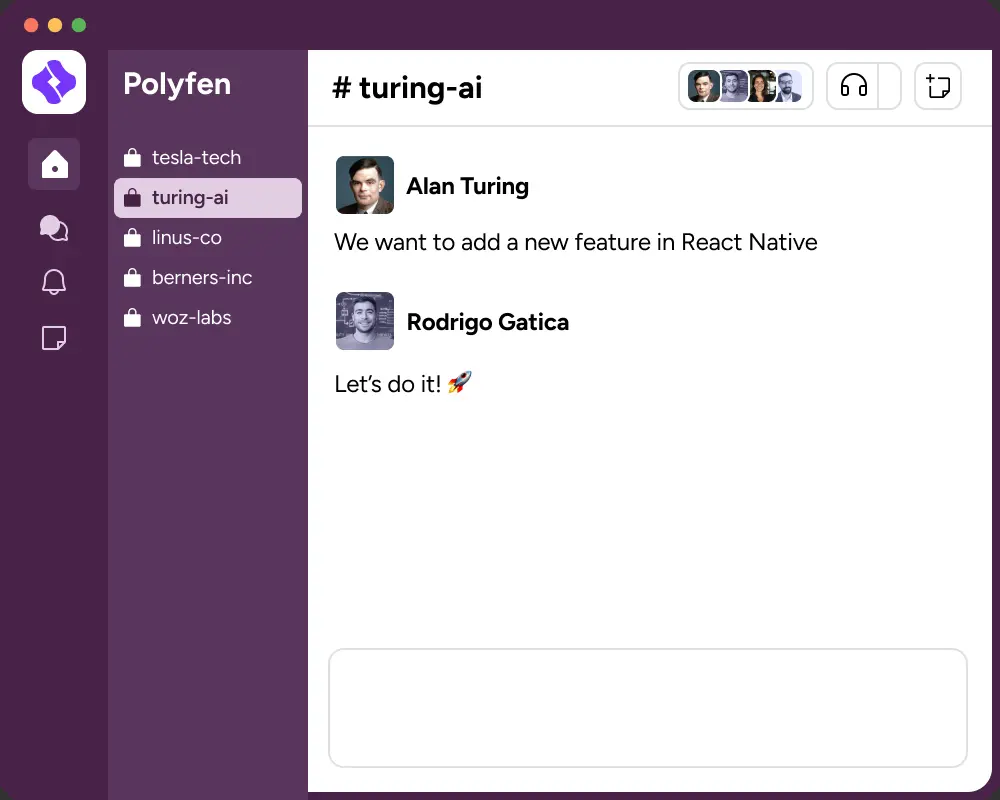 Polyfen
tesla-tech
turing-ai
linus-co
berners-inc
woz-labs
# turing-ai
Alan Turing
We want to add a new feature in React Native
Rodrigo Gatica
Let’s do it! 🚀